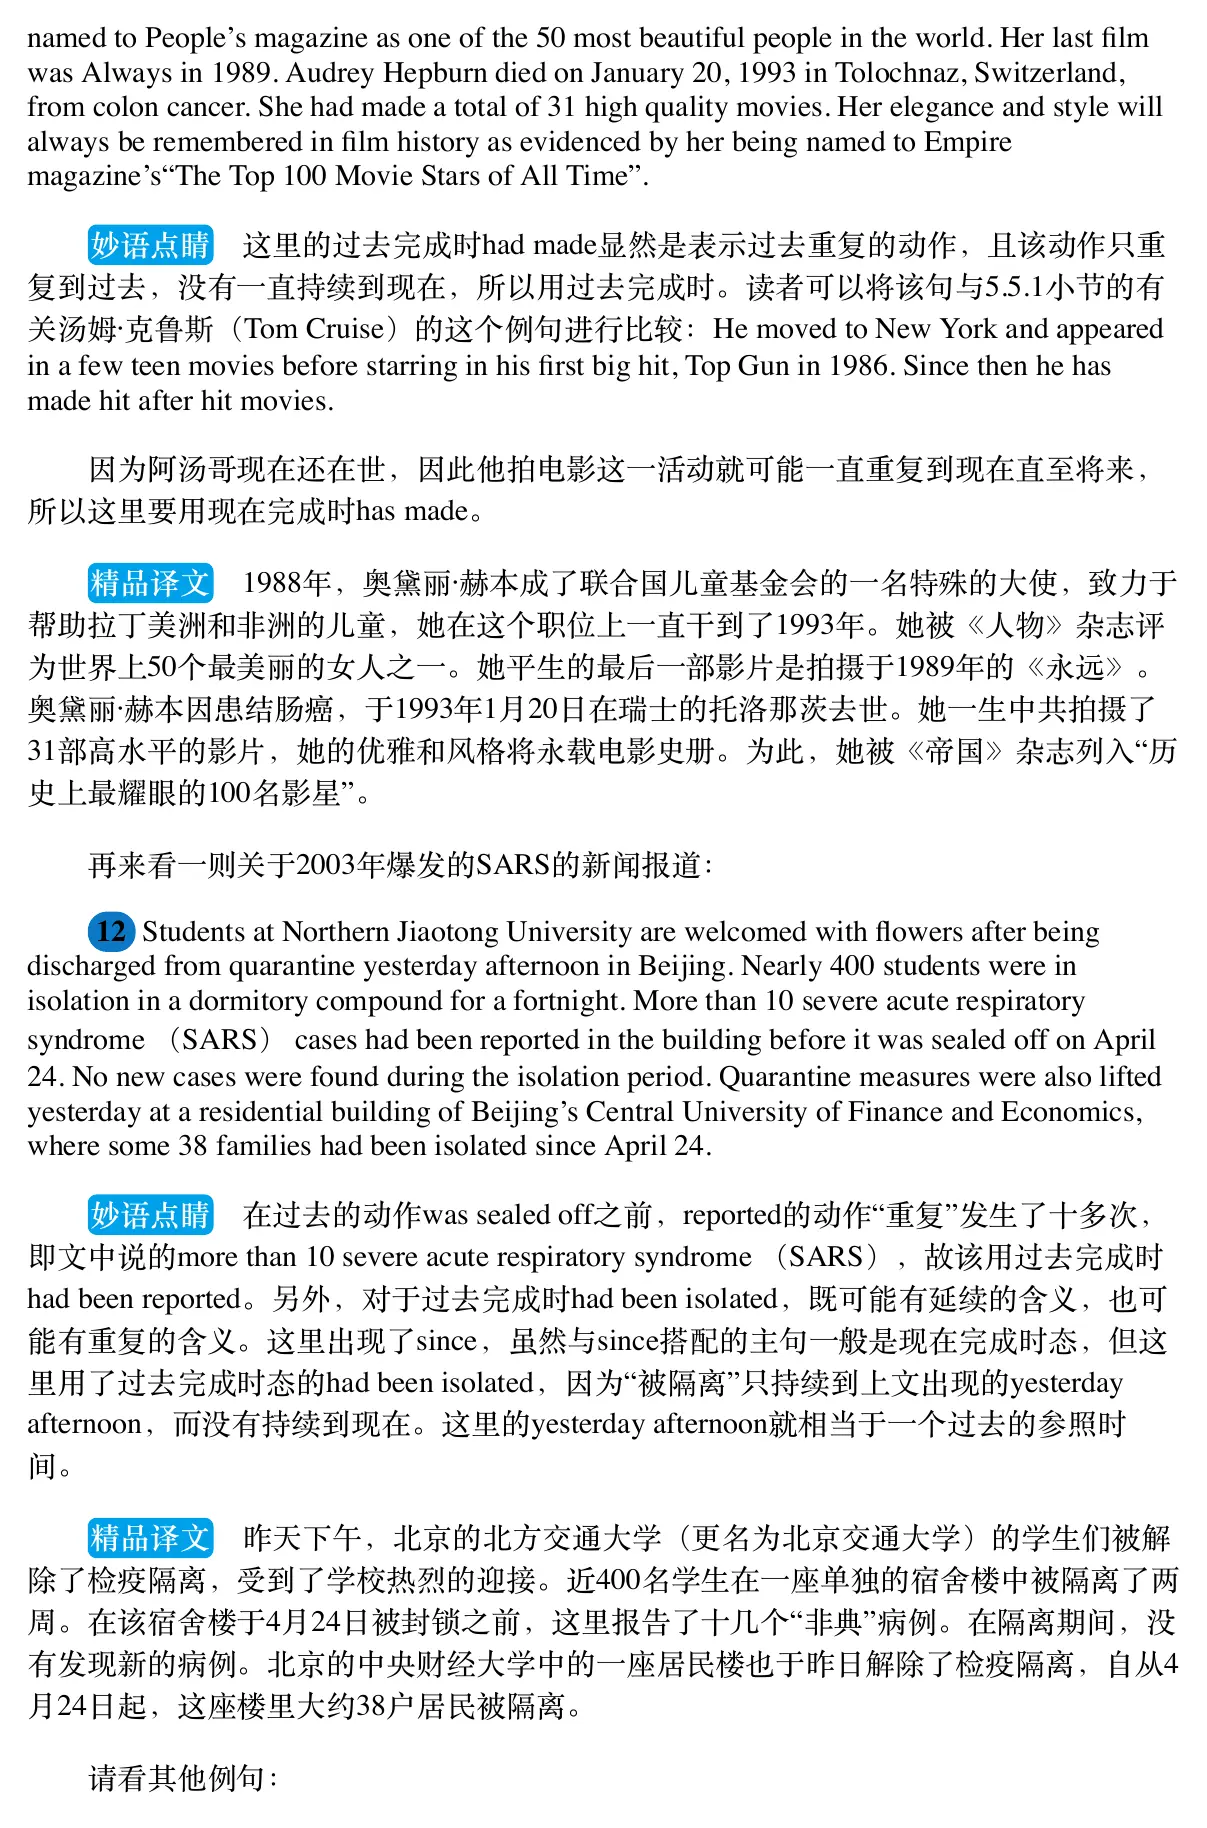 named to People’s magazine as one of the 50 most beautiful people in the world. Her last film
was Always in 1989. Audrey Hepburn died on January 20, 1993 in Tolochnaz, Switzerland,
from colon cancer. She had made a total of 31 high quality movies. Her elegance and style will
always be remembered in film history as evidenced by her being named to Empire
magazine’s“The Top 100 Movie Stars of All Time”.
妙语点睛 这里的过去完成时had made显然是表示过去重复的动作，且该动作只重
复到过去，没有一直持续到现在，所以用过去完成时。读者可以将该句与5.5.1小节的有
关汤姆·克鲁斯（Tom Cruise）的这个例句进行比较：He moved to New York and appeared
in a few teen movies before starring in his first big hit, Top Gun in 1986. Since then he has
made hit after hit movies.
因为阿汤哥现在还在世，因此他拍电影这一活动就可能一直重复到现在直至将来，
所以这里要用现在完成时has made。
精品译文 1988年，奥黛丽·赫本成了联合国儿童基金会的一名特殊的大使，致力于
帮助拉丁美洲和非洲的儿童，她在这个职位上一直干到了1993年。她被《人物》杂志评
为世界上50个最美丽的女人之一。她平生的最后一部影片是拍摄于1989年的《永远》。
奥黛丽·赫本因患结肠癌，于1993年1月20日在瑞士的托洛那茨去世。她一生中共拍摄了
31部高水平的影片，她的优雅和风格将永载电影史册。为此，她被《帝国》杂志列入“历
史上最耀眼的100名影星”。
再来看一则关于2003年爆发的SARS的新闻报道：
12 Students at Northern Jiaotong University are welcomed with flowers after being
discharged from quarantine yesterday afternoon in Beijing. Nearly 400 students were in
isolation in a dormitory compound for a fortnight. More than 10 severe acute respiratory
syndrome （SARS） cases had been reported in the building before it was sealed off on April
24. No new cases were found during the isolation period. Quarantine measures were also lifted
yesterday at a residential building of Beijing’s Central University of Finance and Economics,
where some 38 families had been isolated since April 24.
妙语点睛 在过去的动作was sealed off之前，reported的动作“重复”发生了十多次，
即文中说的more than 10 severe acute respiratory syndrome （SARS），故该用过去完成时
had been reported。另外，对于过去完成时had been isolated，既可能有延续的含义，也可
能有重复的含义。这里出现了since，虽然与since搭配的主句一般是现在完成时态，但这
里用了过去完成时态的had been isolated，因为“被隔离”只持续到上文出现的yesterday
afternoon，而没有持续到现在。这里的yesterday afternoon就相当于一个过去的参照时
间。
精品译文 昨天下午，北京的北方交通大学（更名为北京交通大学）的学生们被解
除了检疫隔离，受到了学校热烈的迎接。近400名学生在一座单独的宿舍楼中被隔离了两
周。在该宿舍楼于4月24日被封锁之前，这里报告了十几个“非典”病例。在隔离期间，没
有发现新的病例。北京的中央财经大学中的一座居民楼也于昨日解除了检疫隔离，自从4
月24日起，这座楼里大约38户居民被隔离。
请看其他例句：